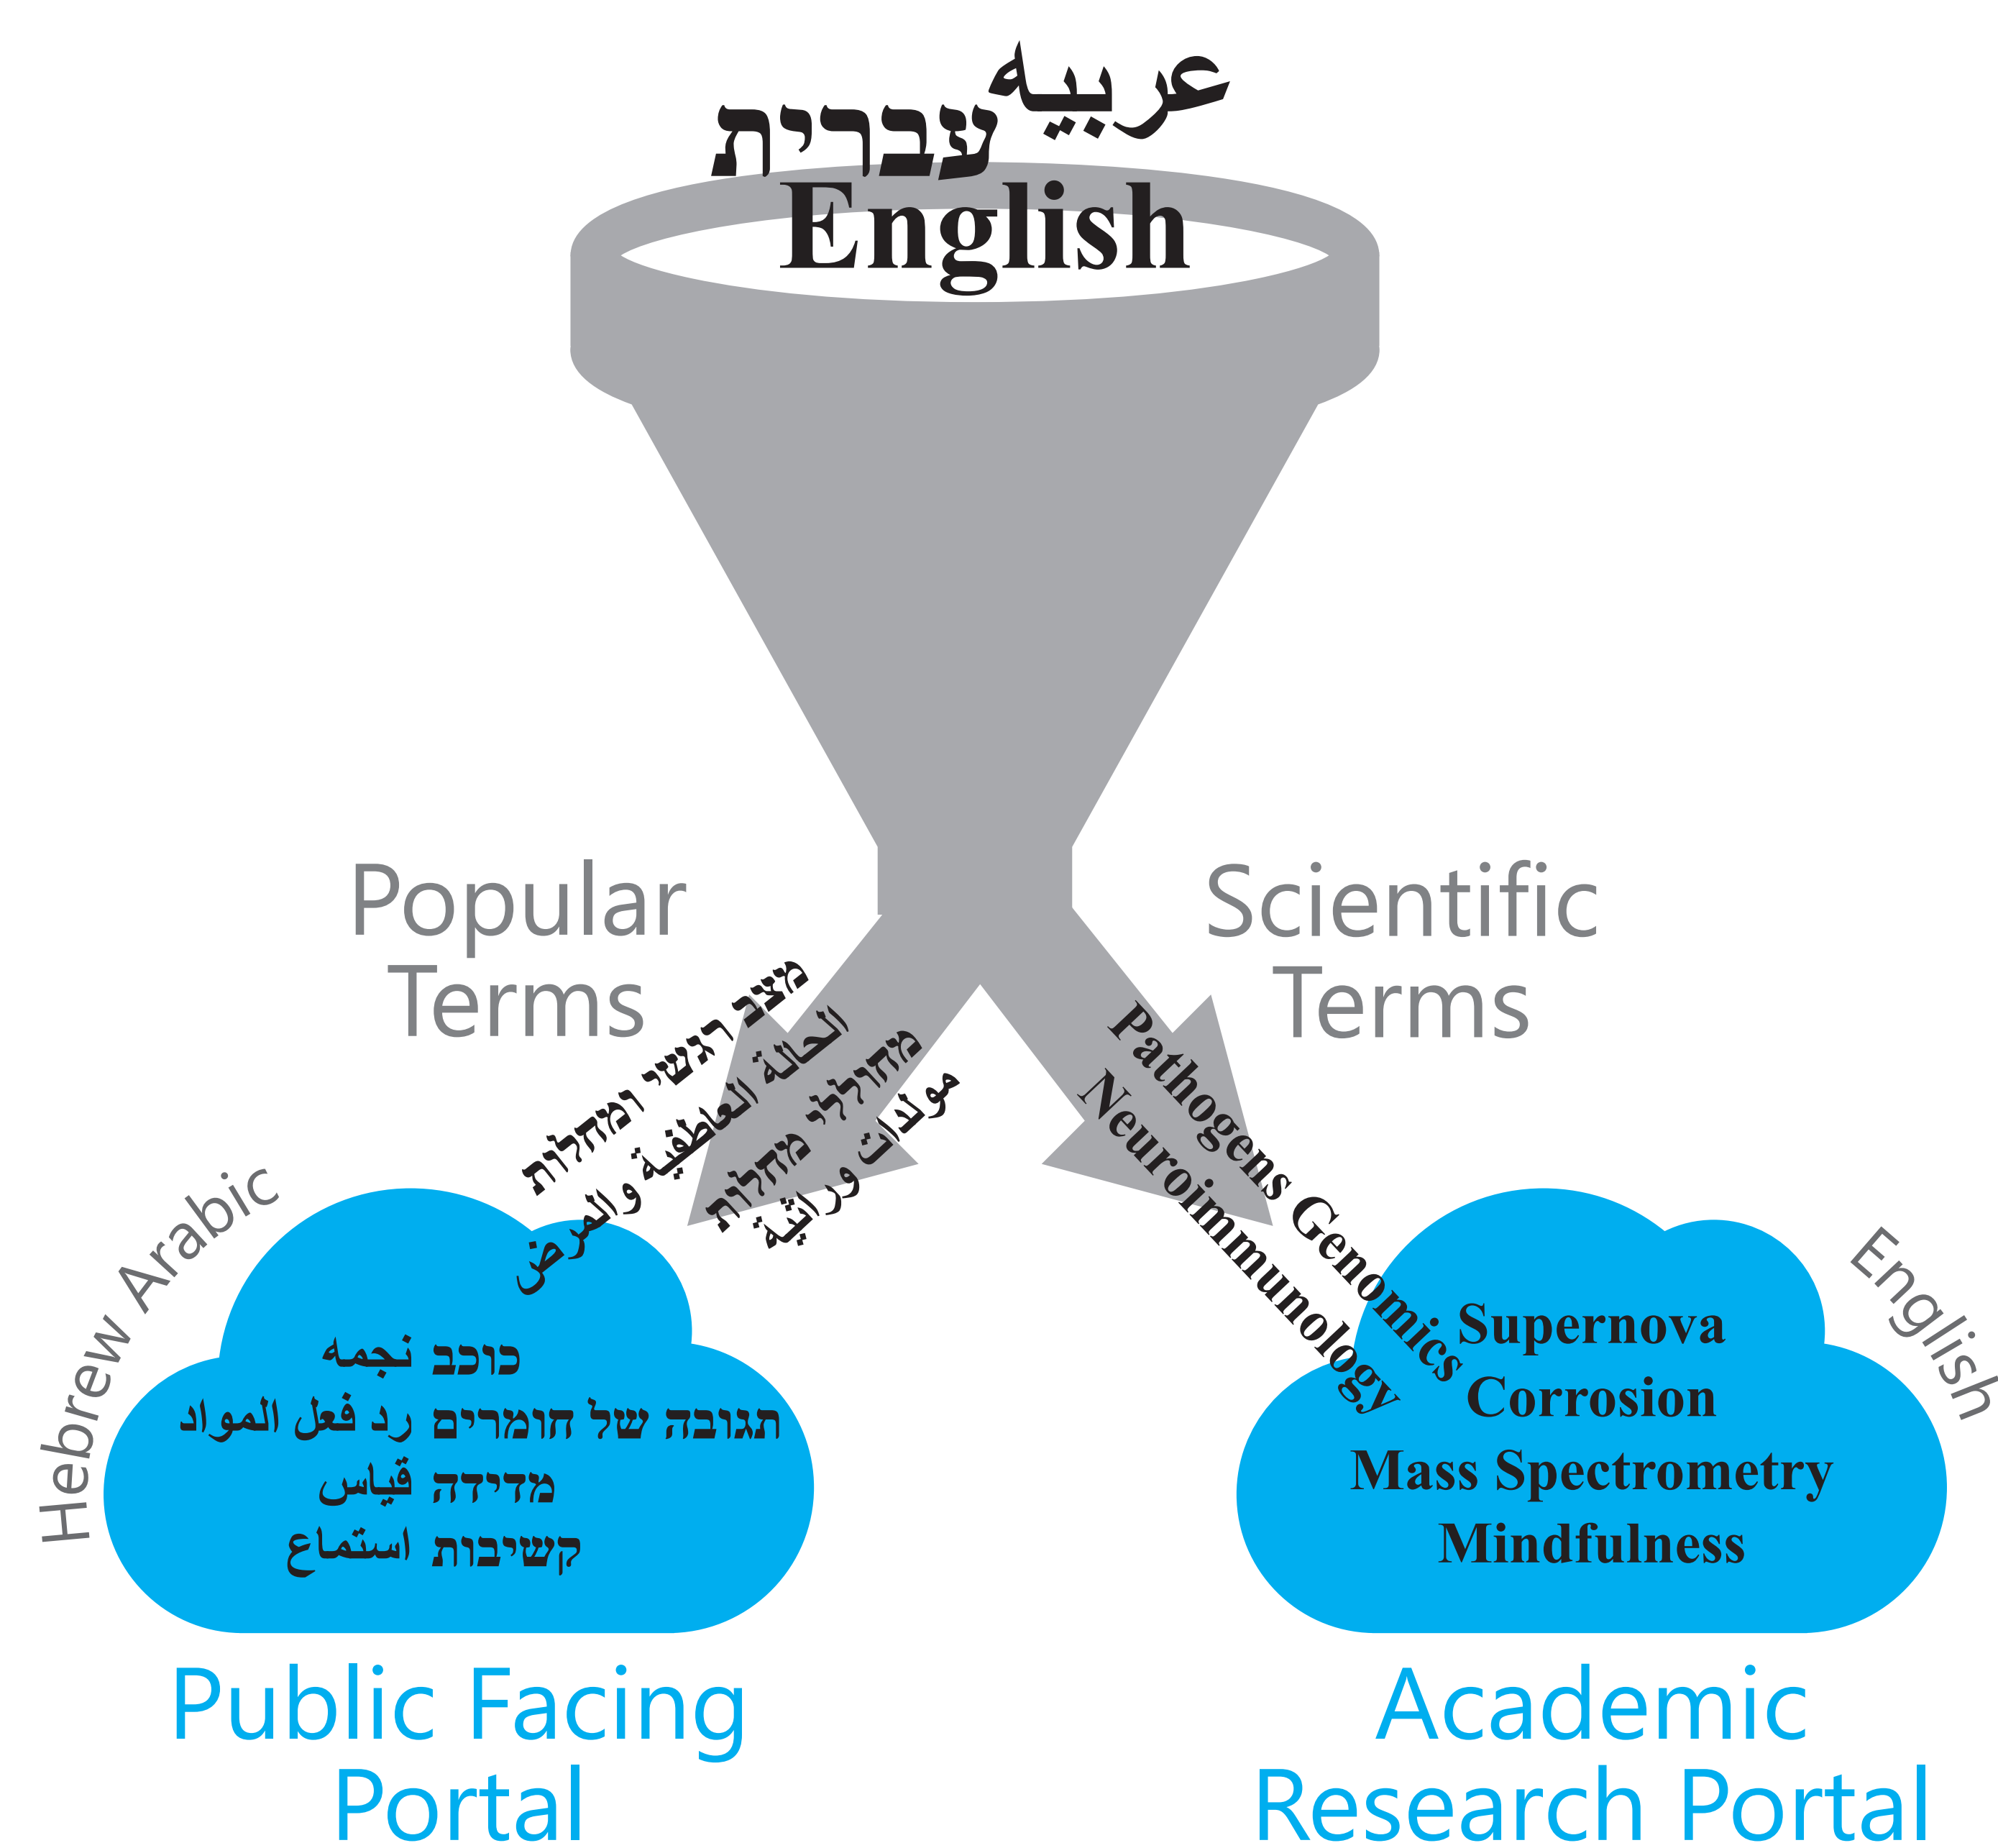 عربيه
עברית
English
Popular
Terms
Scientific
Terms
מצב רגשי ומחלות
الحالة العاطفية والمرض
מחוללי מחלות
مولدات وراثية
Pathogens Genomics
Neuroimmunology
Hebrew Arabic
English
כוכב نجمه
תגובה של חומרים رد فعل المواد
מדידה قياس
קשיבות استمع
Supernova
Corrosion
Mass Spectrometry
Mindfulness
Public Facing
Portal
Academic
Research Portal